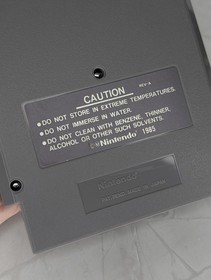 CAUTION
REV-A
• DO NOT STORE IN EXTREME TEMPERATURES.
• DO NOT IMMERSE IN WATER.
• DO NOT CLEAN WITH BENZENE, THINNER,
ALCOHOL OR OTHER SUCH SOLVENTS.
Nintendo 1985